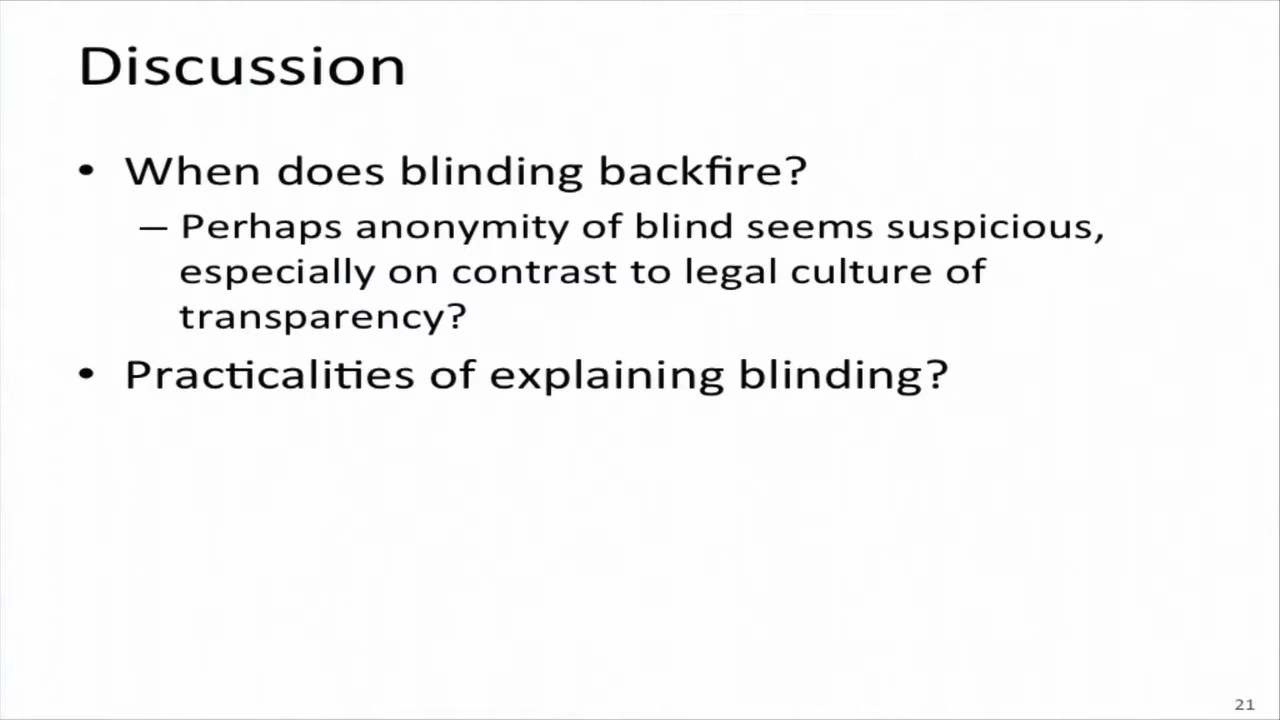 Discussion
• When does blinding backfire?
– Perhaps anonymity of blind seems suspicious,
especially on contrast to legal culture of
transparency?
• Practicalities of explaining blinding?
21